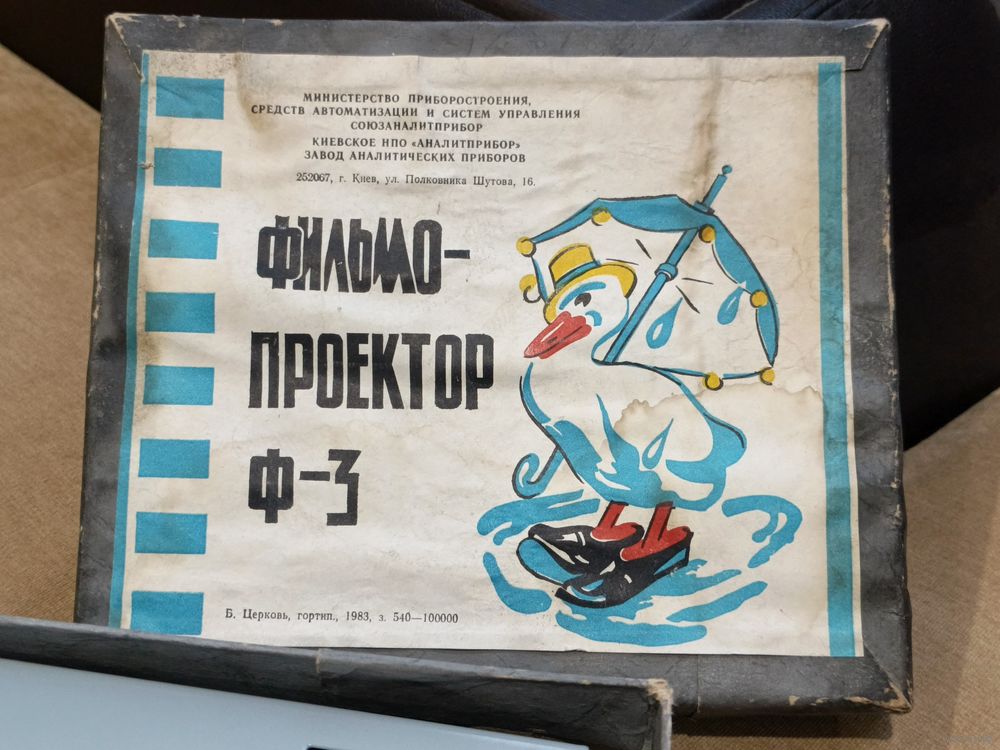 МИНИСТЕРСТВО ПРИБОРОСТРОЕНИЯ,
СРЕДСТВ АВТОМАТИЗАЦИИ И СИСТЕМ УПРАВЛЕНИЯ
СОЮЗАНАЛИТПРИБОР
КИЕВСКОЕ НПО «АНАЛИТПРИБОР»
ЗАВОД АНАЛИТИЧЕСКИХ ПРИБОРОВ
252067, г. Киев, ул. Полковника Шутова, 16.
ФИЛЬМО-
ПРОЕКТОР
Ф-3
Б. Церковь, гортип., 1983, з. 540—100000